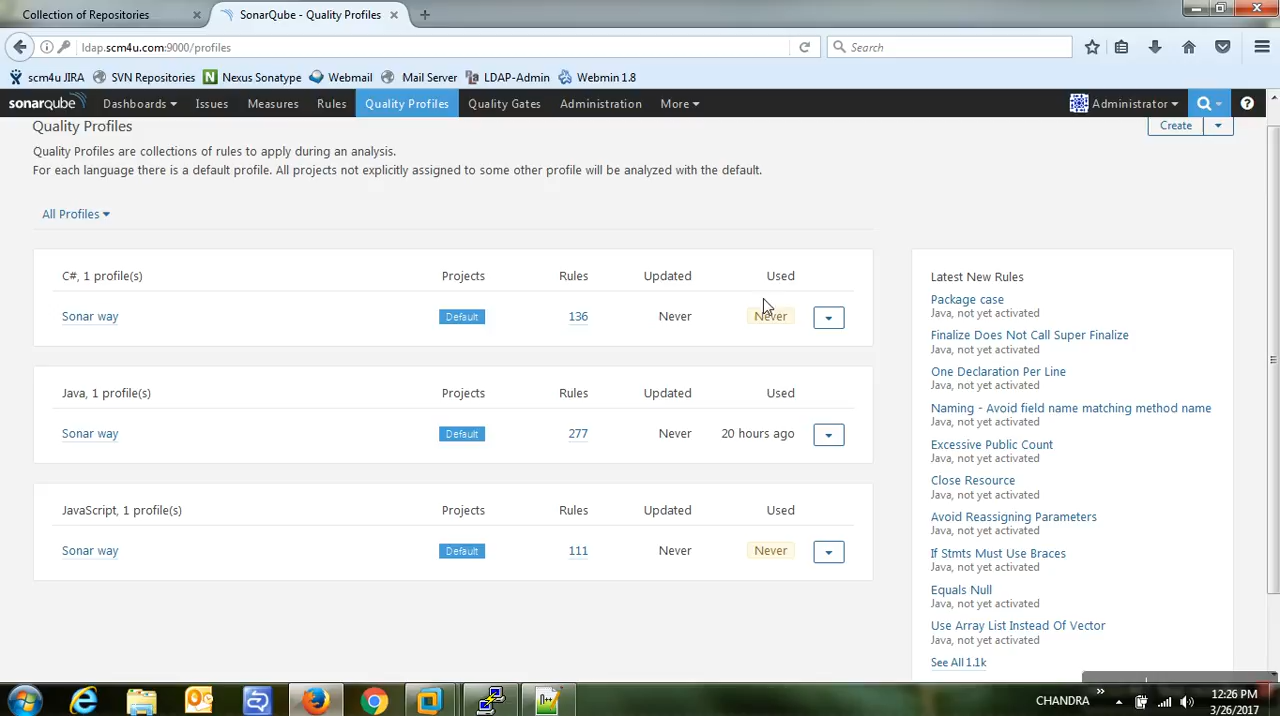 Collection of Repositories × SonarQube - Quality Profiles × +
ldap.scm4u.com:9000/profiles Search
scm4u JIRA SVN Repositories Nexus Sonatype Webmail Mail Server LDAP-Admin Webmin 1.8
sonarqube Dashboards Issues Measures Rules Quality Profiles Quality Gates Administration More Administrator ?
Quality Profiles Create
Quality Profiles are collections of rules to apply during an analysis.
For each language there is a default profile. All projects not explicitly assigned to some other profile will be analyzed with the default.
All Profiles
C#, 1 profile(s) Projects Rules Updated Used
Sonar way Default 136 Never Never
Java, 1 profile(s) Projects Rules Updated Used
Sonar way Default 277 Never 20 hours ago
JavaScript, 1 profile(s) Projects Rules Updated Used
Sonar way Default 111 Never Never
Latest New Rules
Package case
Java, not yet activated
Finalize Does Not Call Super Finalize
Java, not yet activated
One Declaration Per Line
Java, not yet activated
Naming - Avoid field name matching method name
Java, not yet activated
Excessive Public Count
Java, not yet activated
Close Resource
Java, not yet activated
Avoid Reassigning Parameters
Java, not yet activated
If Stmts Must Use Braces
Java, not yet activated
Equals Null
Java, not yet activated
Use Array List Instead Of Vector
Java, not yet activated
See All 1.1k
CHANDRA
12:26 PM
3/26/2017